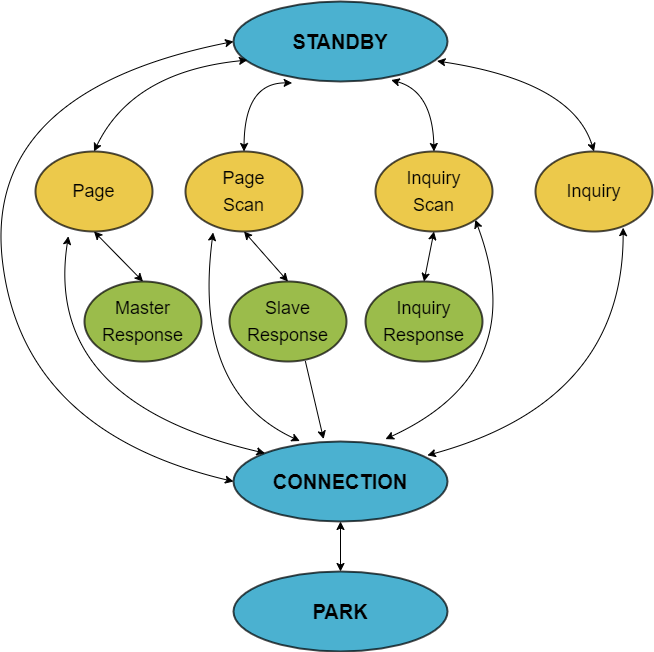 STANDBY
Page
Page
Scan
Inquiry
Scan
Inquiry
Master
Response
Slave
Response
Inquiry
Response
CONNECTION
PARK